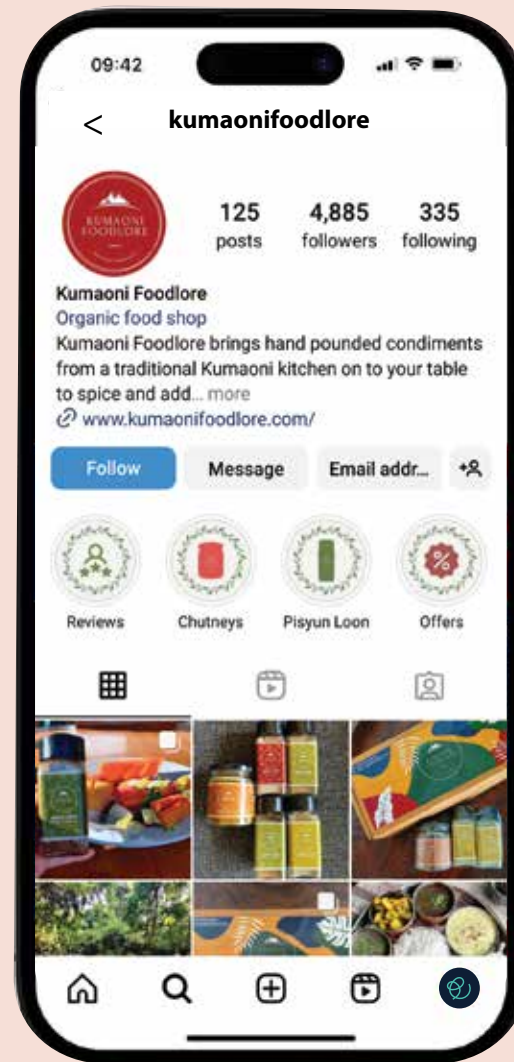 09:42
< kumaonifoodlore
KUMAONI
FOODLORE
125 4,885 335
posts followers following
Kumaoni Foodlore
Organic food shop
Kumaoni Foodlore brings hand pounded condiments
from a traditional Kumaoni kitchen on to your table
to spice and add... more
www.kumaonifoodlore.com/
Follow Message Email addr...
Reviews Chutneys Pisyun Loon Offers